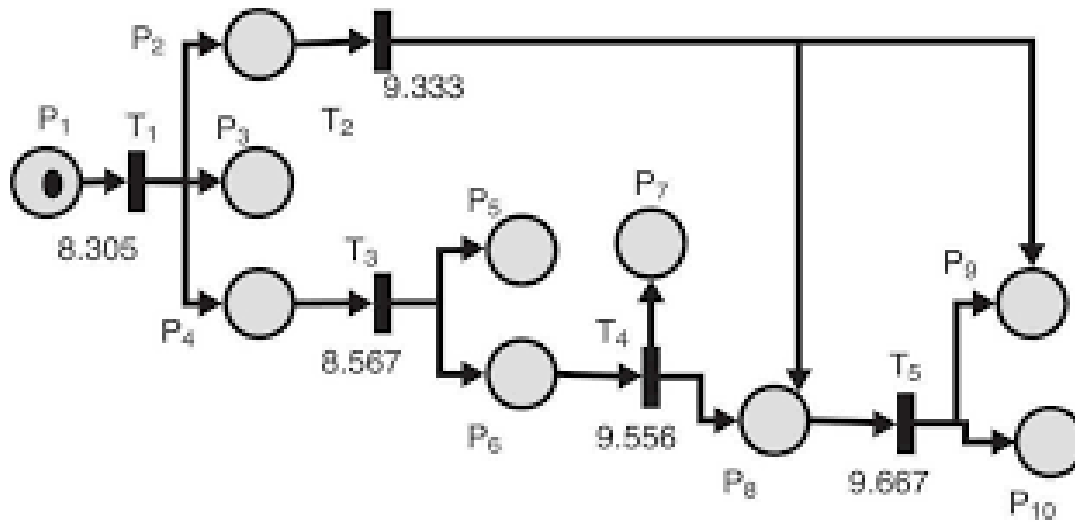 P₂
9.333
P₁
T₁
P₃
T₂
8.305
P₇
P₅
T₃
P₉
P₄
T₄
8.567
T₅
P₆
9.556
P₈
9.667
P₁₀